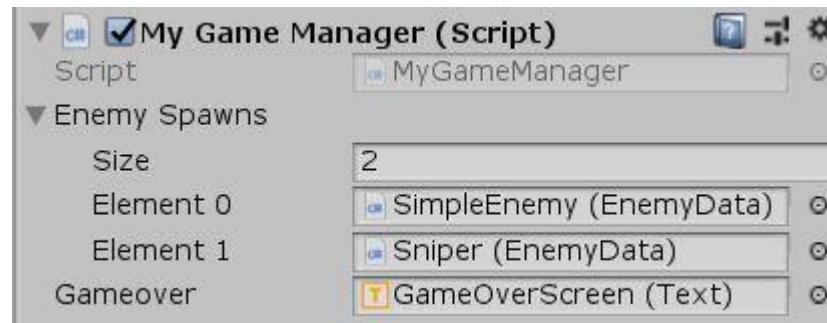 My Game Manager (Script)
Script MyGameManager
Enemy Spawns
Size 2
Element 0 SimpleEnemy (EnemyData)
Element 1 Sniper (EnemyData)
Gameover GameOverScreen (Text)